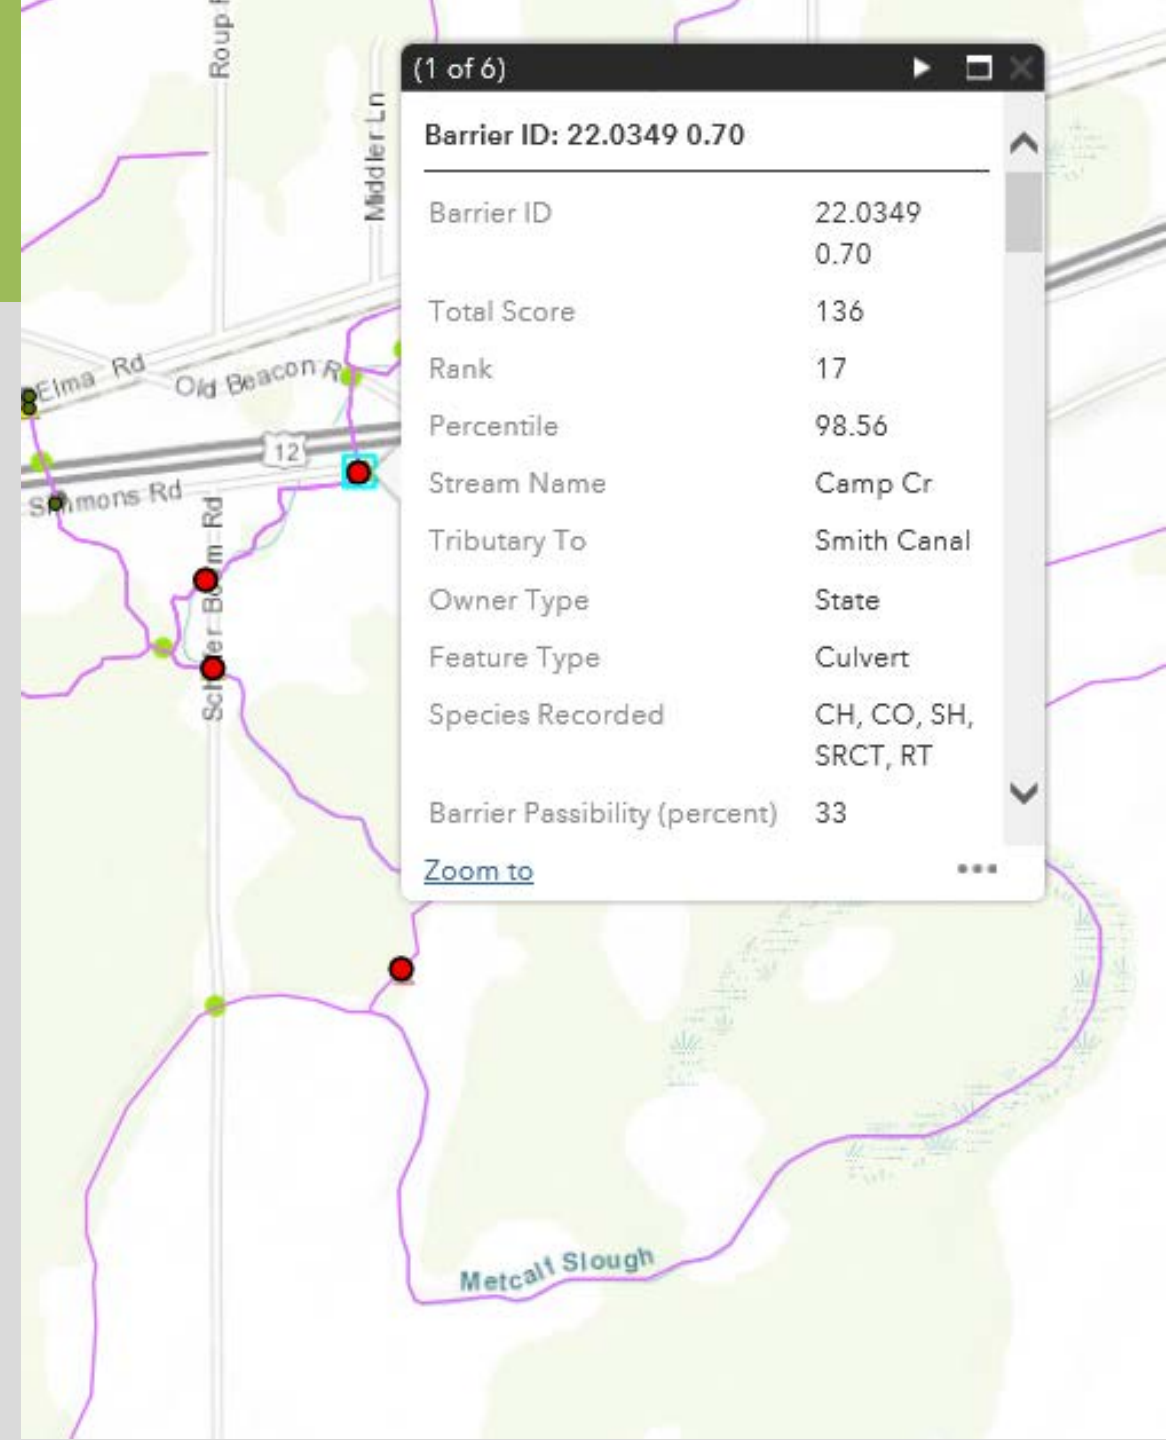 Roup
Middler Ln
(1 of 6)
Barrier ID: 22.0349 0.70
Barrier ID 22.0349
0.70
Total Score 136
Rank 17
Percentile 98.56
Stream Name Camp Cr
Tributary To Smith Canal
Owner Type State
Feature Type Culvert
Species Recorded CH, CO, SH,
SRCT, RT
Barrier Passibility (percent) 33
Zoom to
Elma Rd
Old Beacon R
12
Rd
Rd
Metcalf Slough